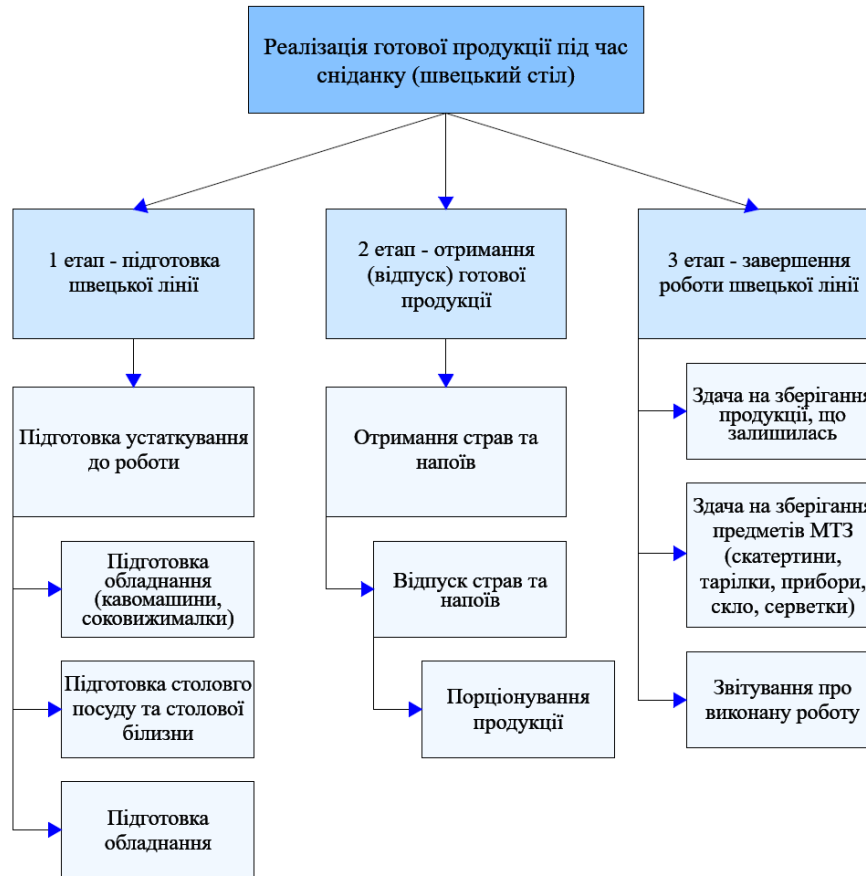 Реалізація готової продукції під час
сніданку (швецький стіл)
1 етап - підготовка
швецької лінії
Підготовка устаткування
до роботи
Підготовка
обладнання
(кавомашини,
соковижималки)
Підготовка столовго
посуду та столової
білизни
Підготовка
обладнання
2 етап - отримання
(відпуск) готової
продукції
Отримання страв та
напоїв
Відпуск страв та
напоїв
Порціонування
продукції
3 етап - завершення
роботи швецької лінії
Здача на зберігання
продукції, що
залишилась
Здача на зберігання
предметів МТЗ
(скатертини,
тарілки, прибори,
скло, серветки)
Звітування про
виконану роботу